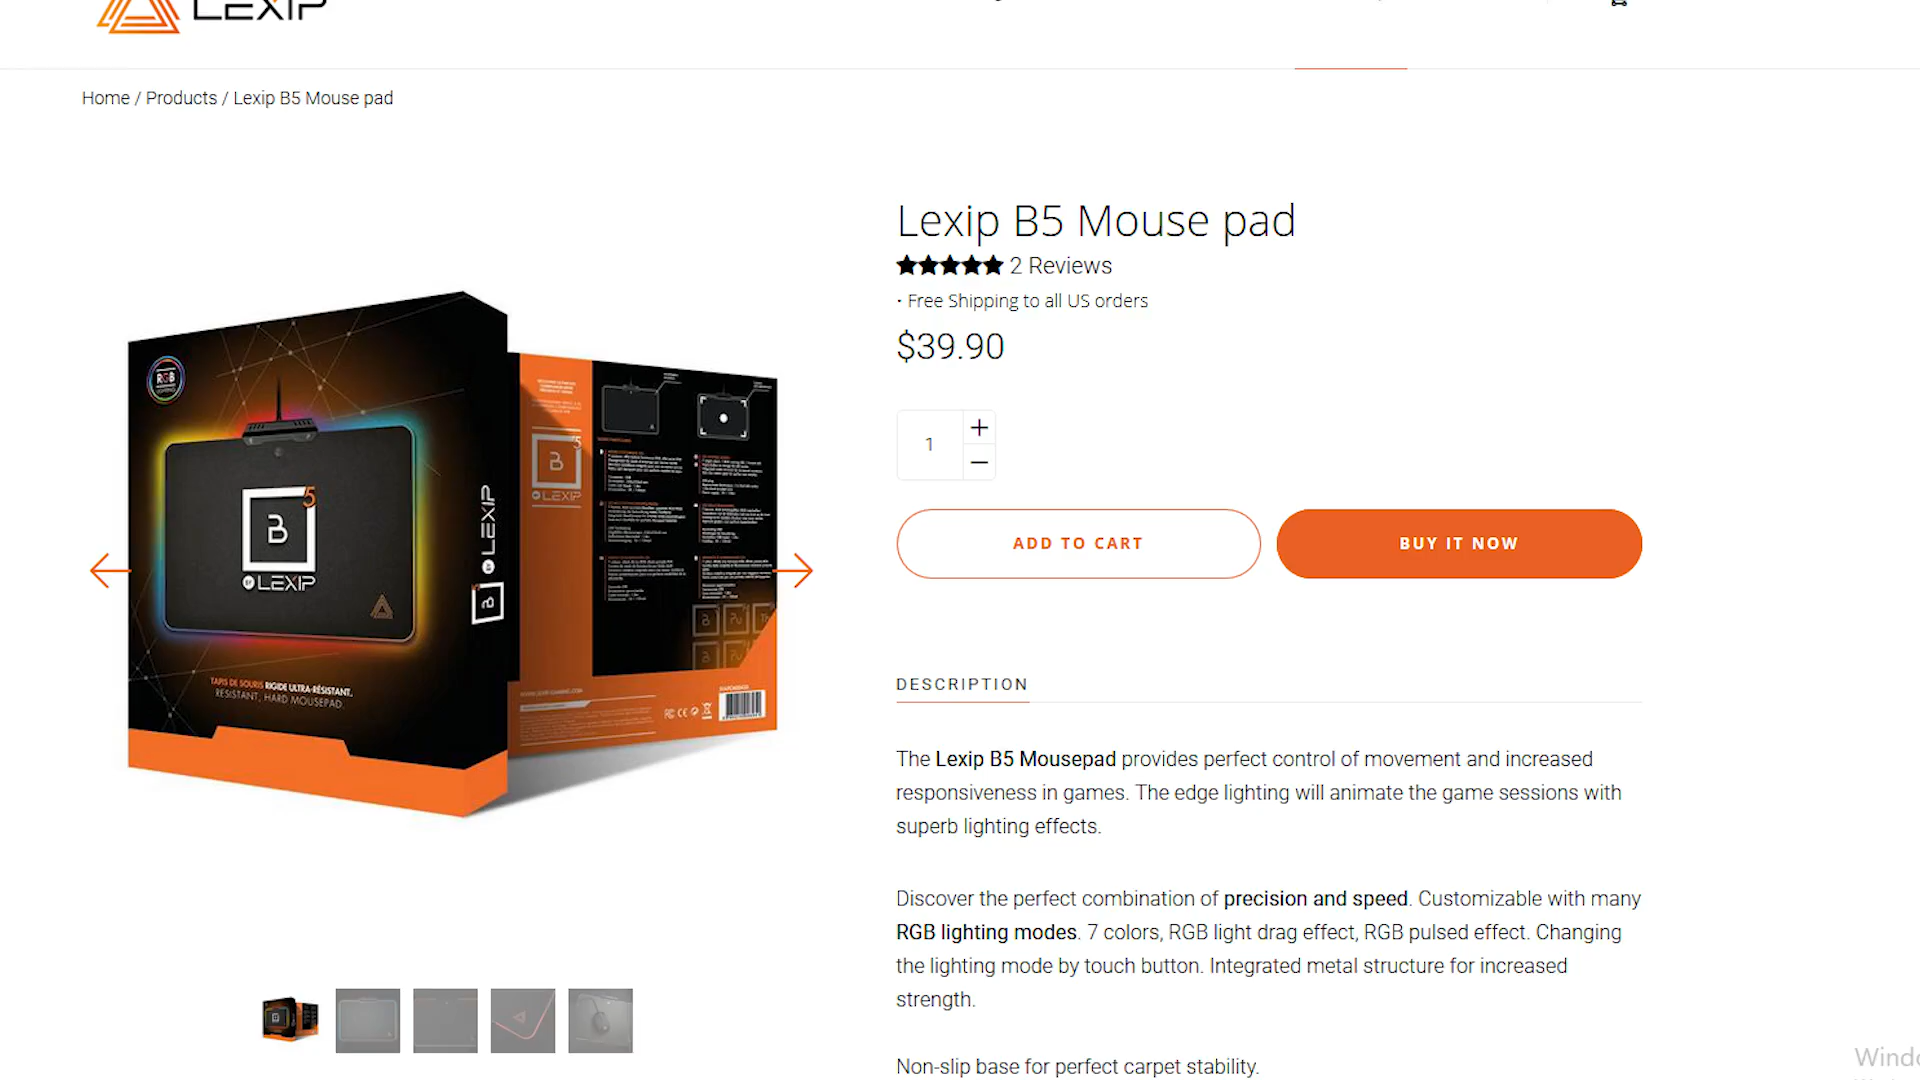 LEXIP
Home / Products / Lexip B5 Mouse pad
Lexip B5 Mouse pad
2 Reviews
• Free Shipping to all US orders
$39.90
1
ADD TO CART
BUY IT NOW
RGB
5
B
BY LEXIP
B BY LEXIP
TAPIS DE SOURIS RIGIDE ULTRA-RÉSISTANT.
RESISTANT, HARD MOUSEPAD.
5
B
BY LEXIP
DESCRIPTION
The Lexip B5 Mousepad provides perfect control of movement and increased
responsiveness in games. The edge lighting will animate the game sessions with
superb lighting effects.
Discover the perfect combination of precision and speed. Customizable with many
RGB lighting modes. 7 colors, RGB light drag effect, RGB pulsed effect. Changing
the lighting mode by touch button. Integrated metal structure for increased
strength.
Non-slip base for perfect carpet stability.